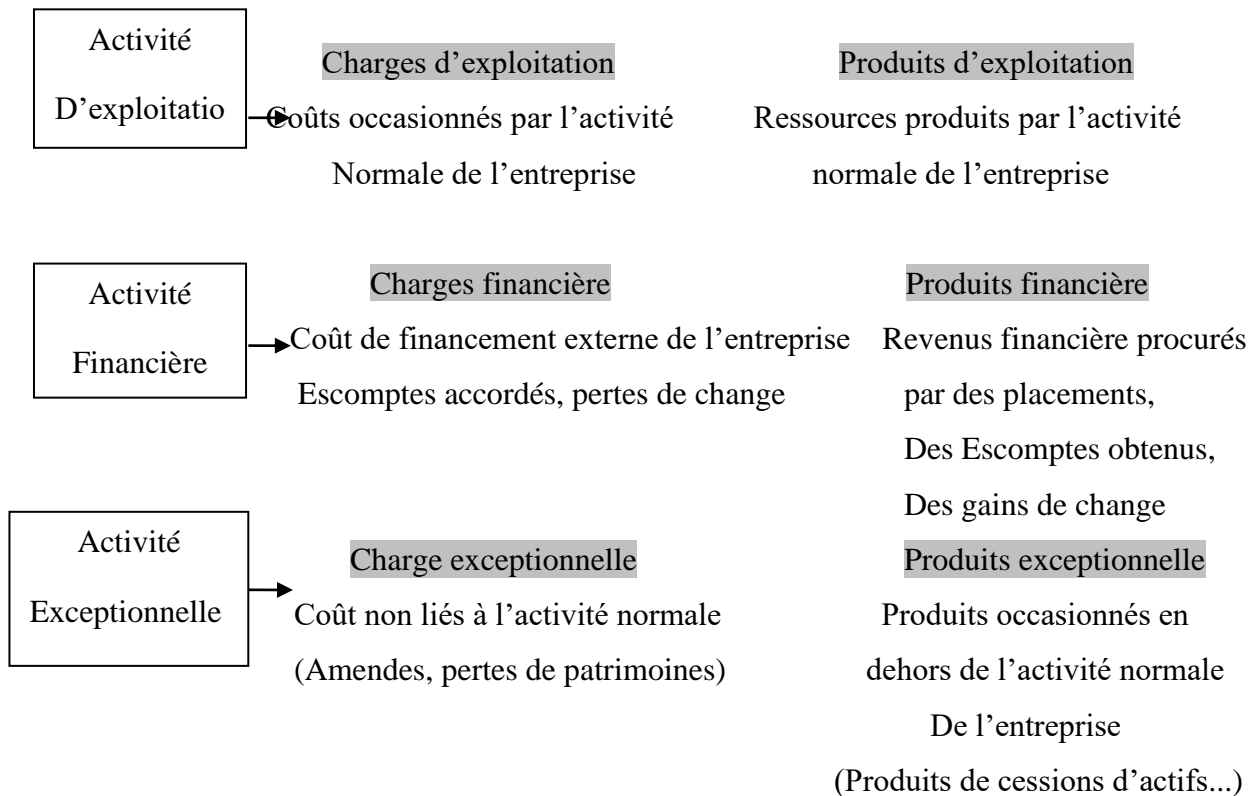 Activité
D’exploitatio
Charges d’exploitation
Coûts occasionnés par l’activité
Normale de l’entreprise
Produits d’exploitation
Ressources produits par l’activité
normale de l’entreprise
Activité
Financière
Charges financière
Coût de financement externe de l’entreprise
Escomptes accordés, pertes de change
Produits financière
Revenus financière procurés
par des placements,
Des Escomptes obtenus,
Des gains de change
Activité
Exceptionnelle
Charge exceptionnelle
Coût non liés à l’activité normale
(Amendes, pertes de patrimoines)
Produits exceptionnelle
Produits occasionnés en
dehors de l’activité normale
De l’entreprise
(Produits de cessions d’actifs...)